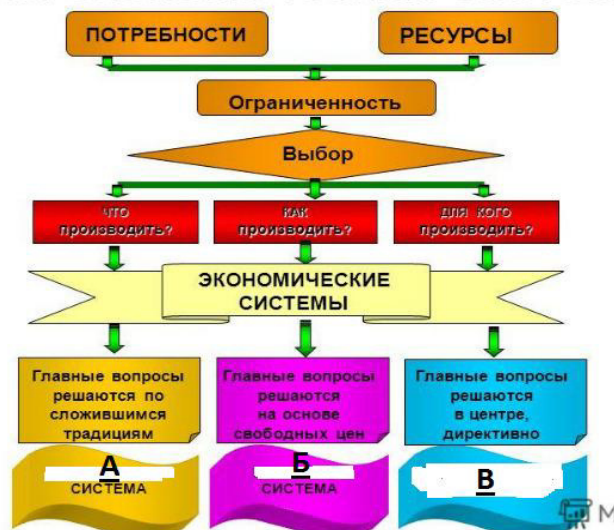 ПОТРЕБНОСТИ
РЕСУРСЫ
Ограниченность
Выбор
ЧТО
производить?
КАК
производить?
ДЛЯ КОГО
производить?
ЭКОНОМИЧЕСКИЕ
СИСТЕМЫ
Главные вопросы
решаются по
сложившимся
традициям
Главные вопросы
решаются
на основе
свободных цен
Главные вопросы
решаются
в центре,
директивно
А
СИСТЕМА
Б
СИСТЕМА
В